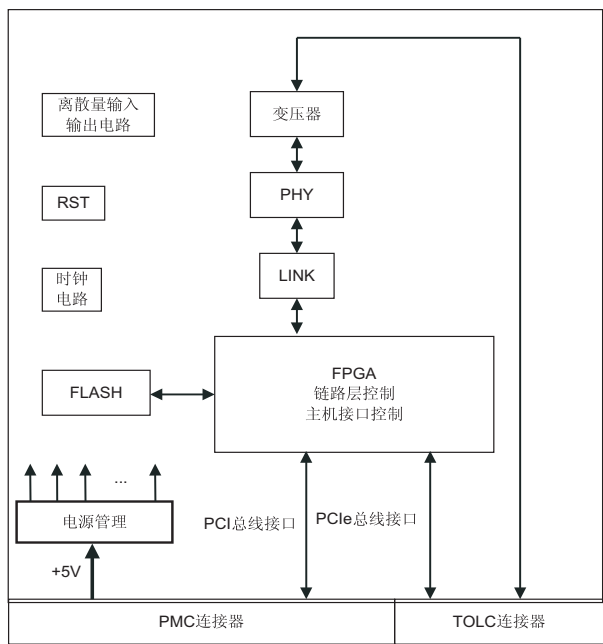 离散量输入
输出电路
变压器
RST
PHY
时钟
电路
LINK
FLASH
FPGA
链路层控制
主机接口控制
...
电源管理
PCI总线接口
PCIe总线接口
+5V
PMC连接器
TOLC连接器